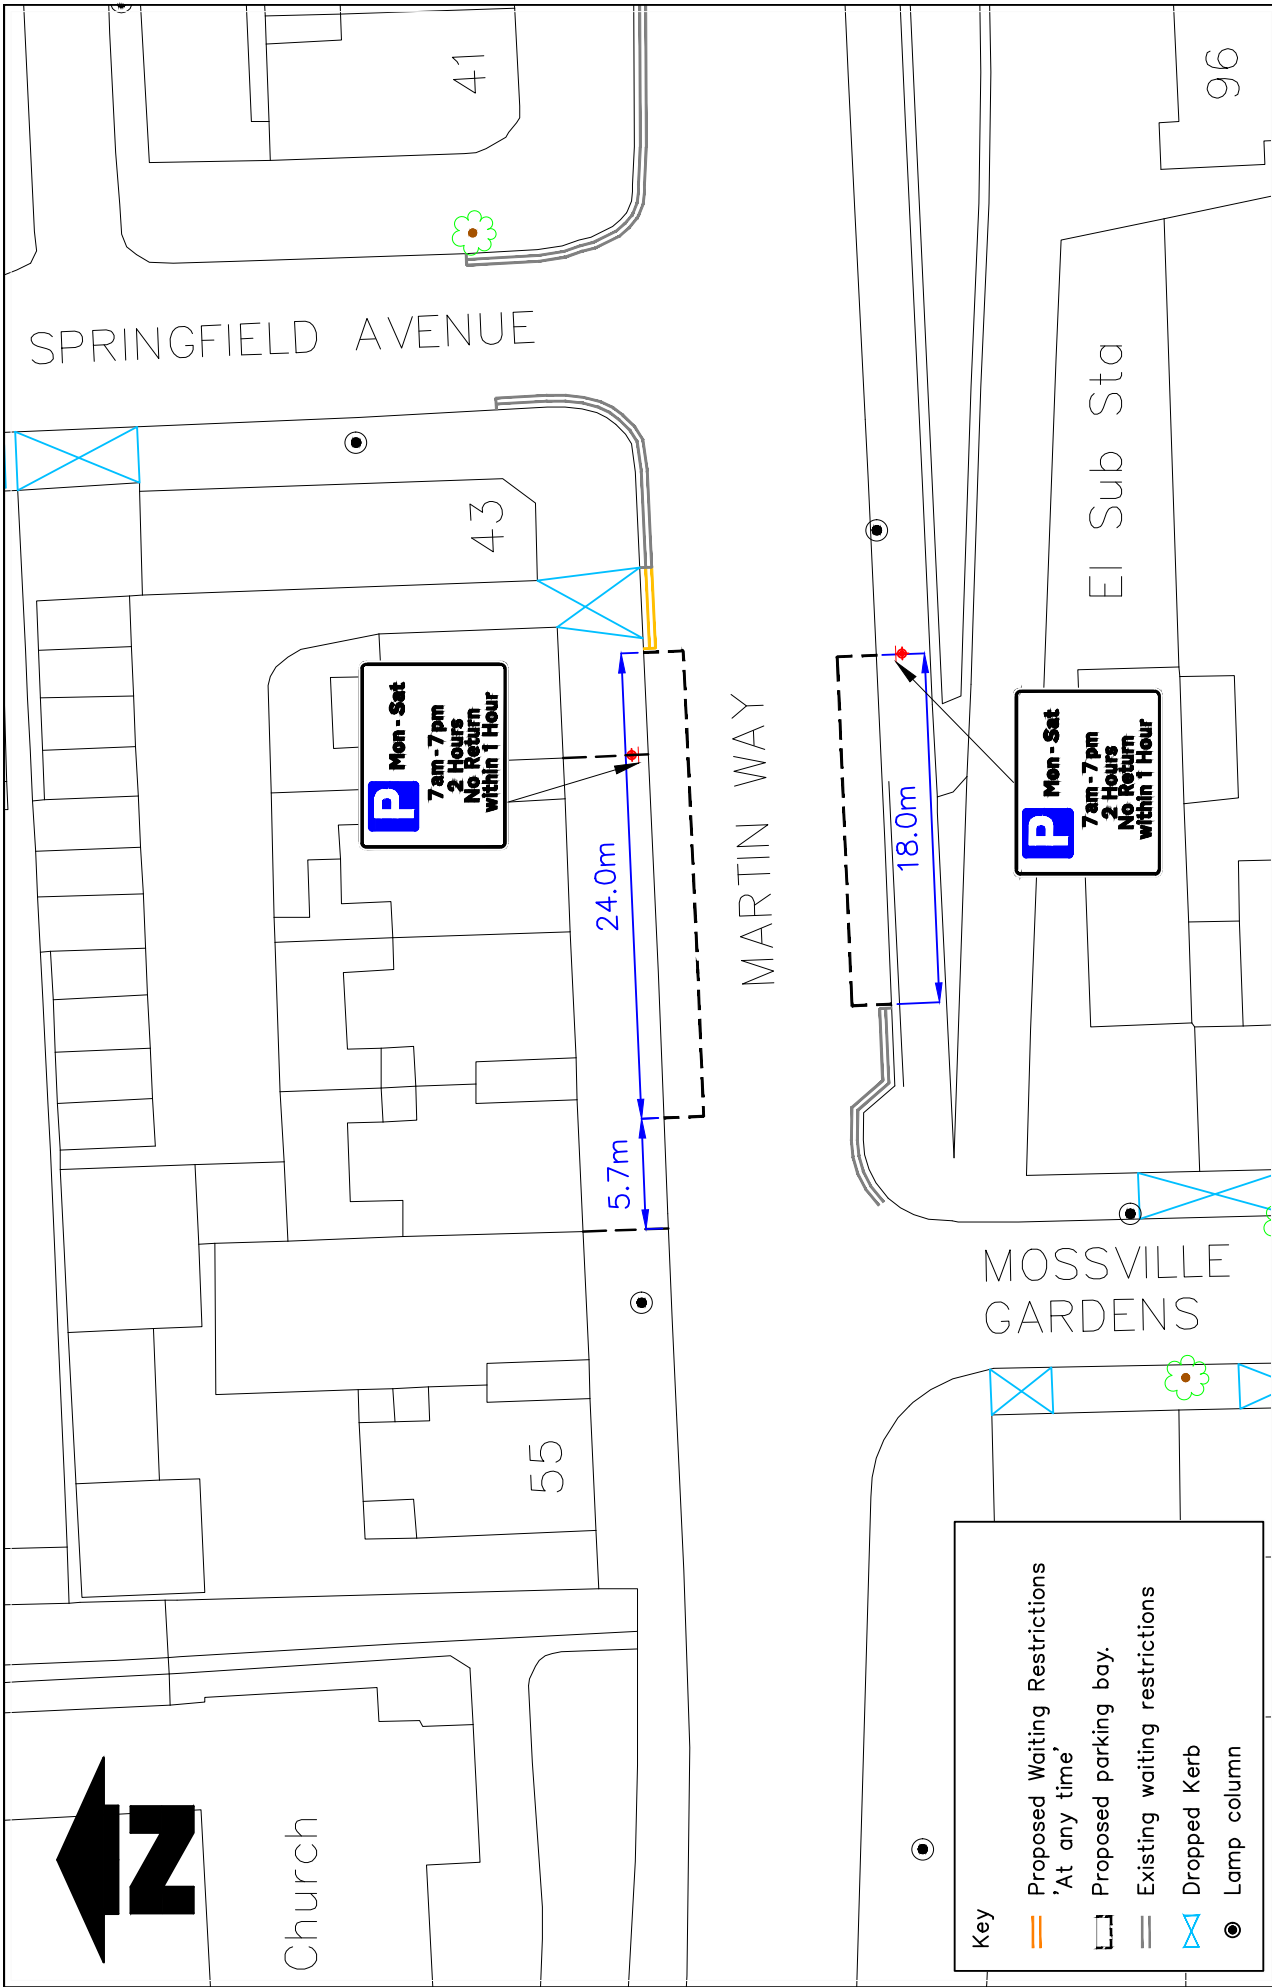 41
96
SPRINGFIELD AVENUE
43
El Sub Sta
P Mon - Sat
7am - 7pm
2 Hours
No Return
within 1 Hour
24.0m
MARTIN WAY
18.0m
P Mon - Sat
7am - 7pm
2 Hours
No Return
within 1 Hour
5.7m
MOSSVILLE
GARDENS
55
Church
N
Key
Proposed Waiting Restrictions
'At any time'
Proposed parking bay.
Existing waiting restrictions
Dropped Kerb
Lamp column